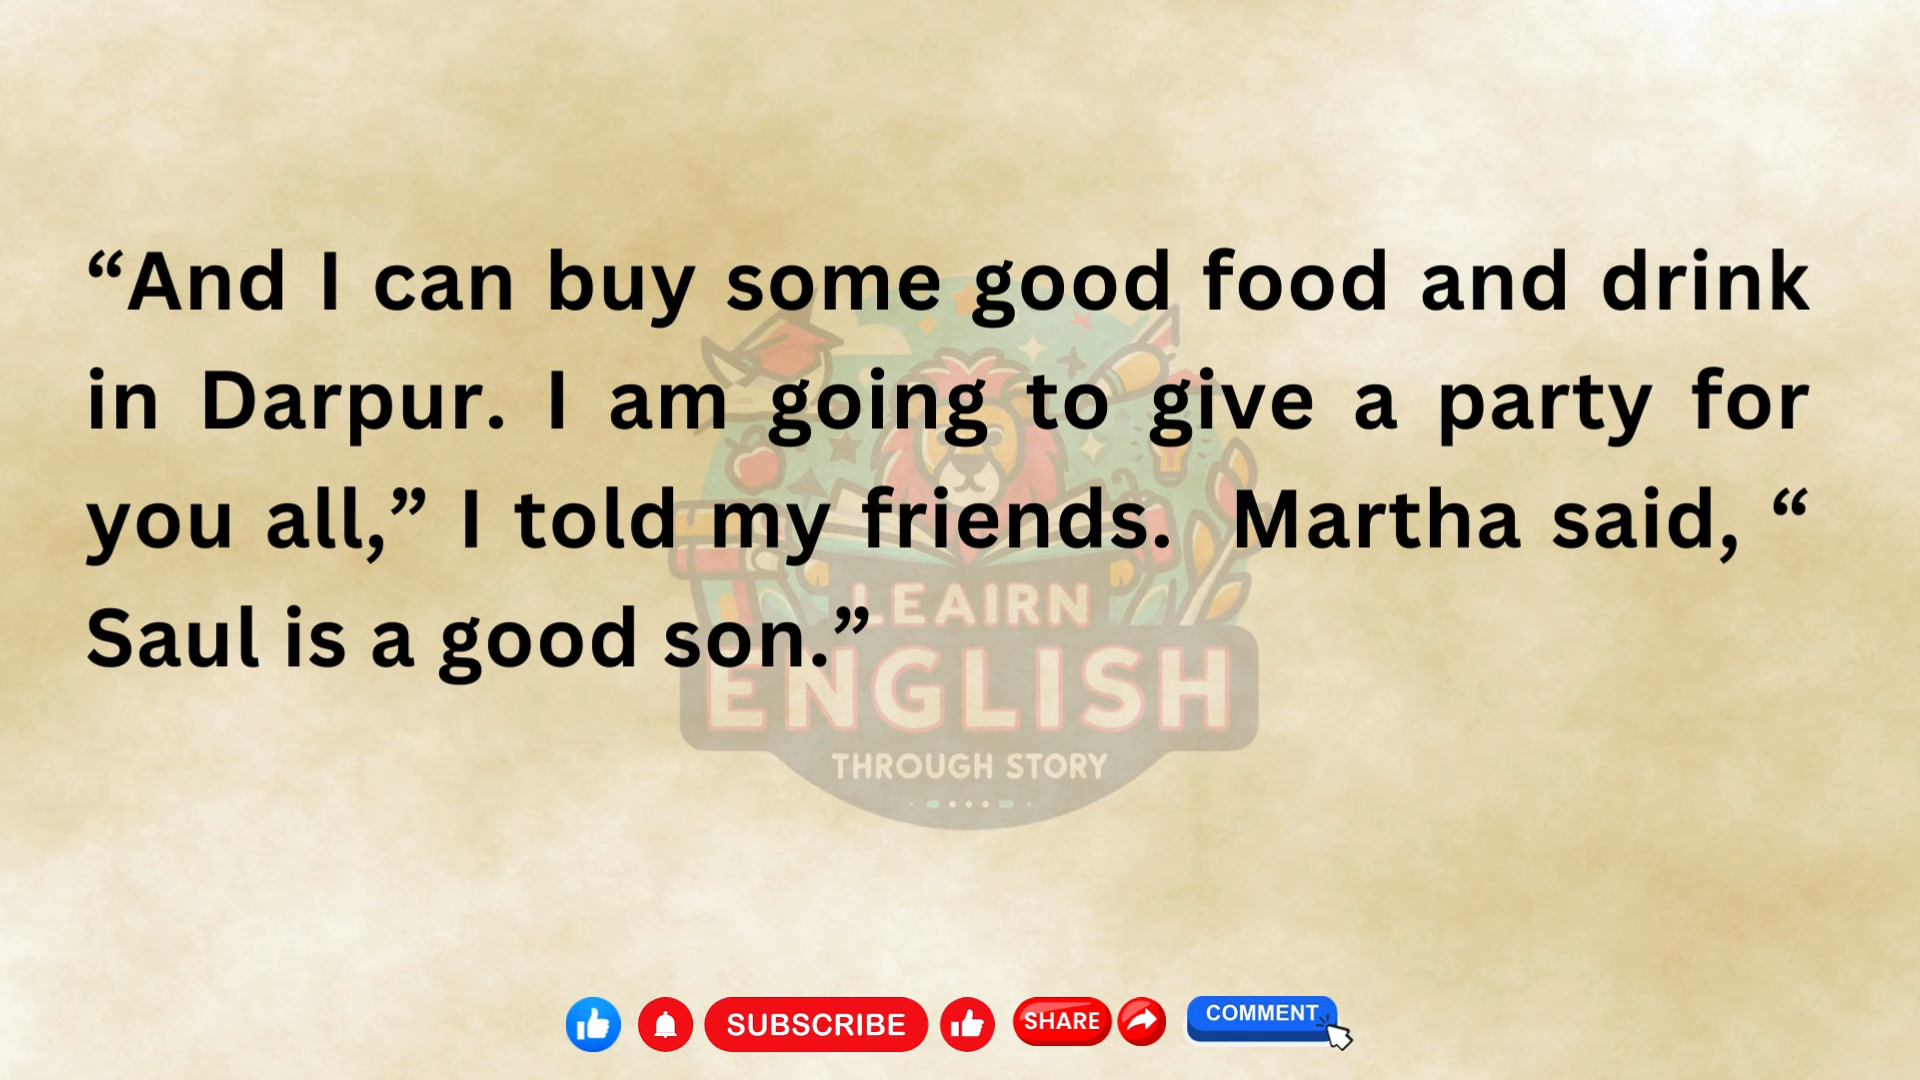 “And I can buy some good food and drink
in Darpur. I am going to give a party for
you all,” I told my friends.  Martha said, “
Saul is a good son.”
LEAIRN
ENGLISH
THROUGH STORY
SUBSCRIBE
SHARE
COMMENT